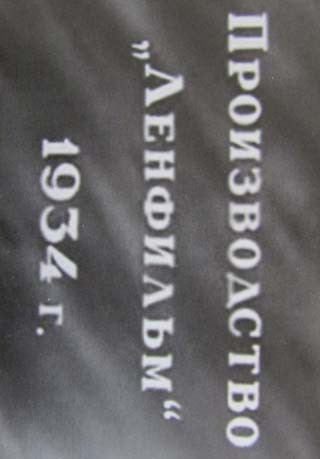 Производство
„Ленфильм“
1934 г.